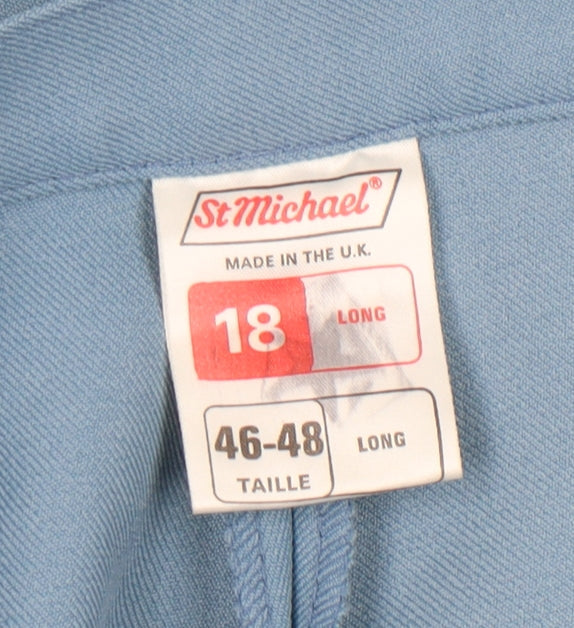 St Michael®
MADE IN THE U.K.
18 LONG
46-48 LONG
TAILLE